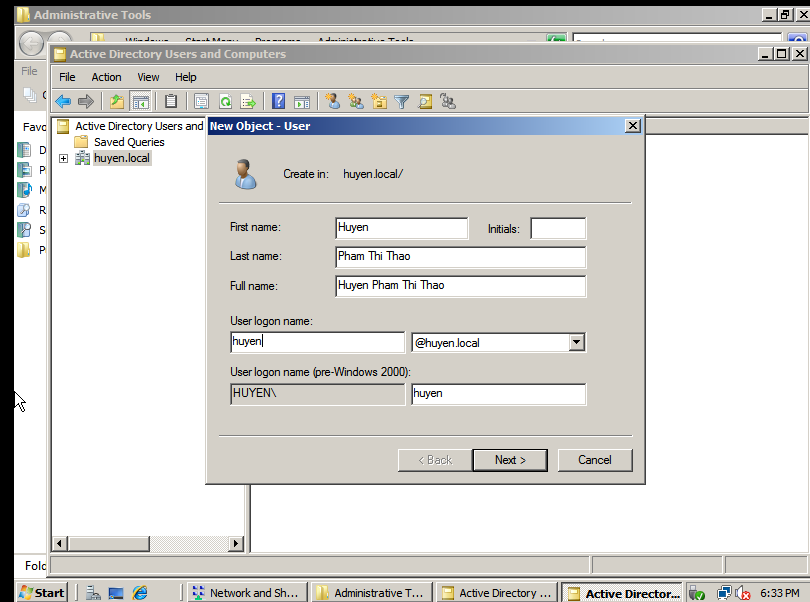 Administrative Tools
Windows Start Menu Programs Administrative Tools
Active Directory Users and Computers
File
File Action View Help
Favo
Active Directory Users and
Saved Queries
huyen.local
D
P
M
R
S
P
New Object - User
Create in: huyen.local/
First name: Huyen Initials:
Last name: Pham Thi Thao
Full name: Huyen Pham Thi Thao
User logon name:
huyen @huyen.local
User logon name (pre-Windows 2000):
HUYEN\ huyen
< Back Next > Cancel
Fold
Start Network and Sh... Administrative T... Active Directory ... Active Director... 6:33 PM